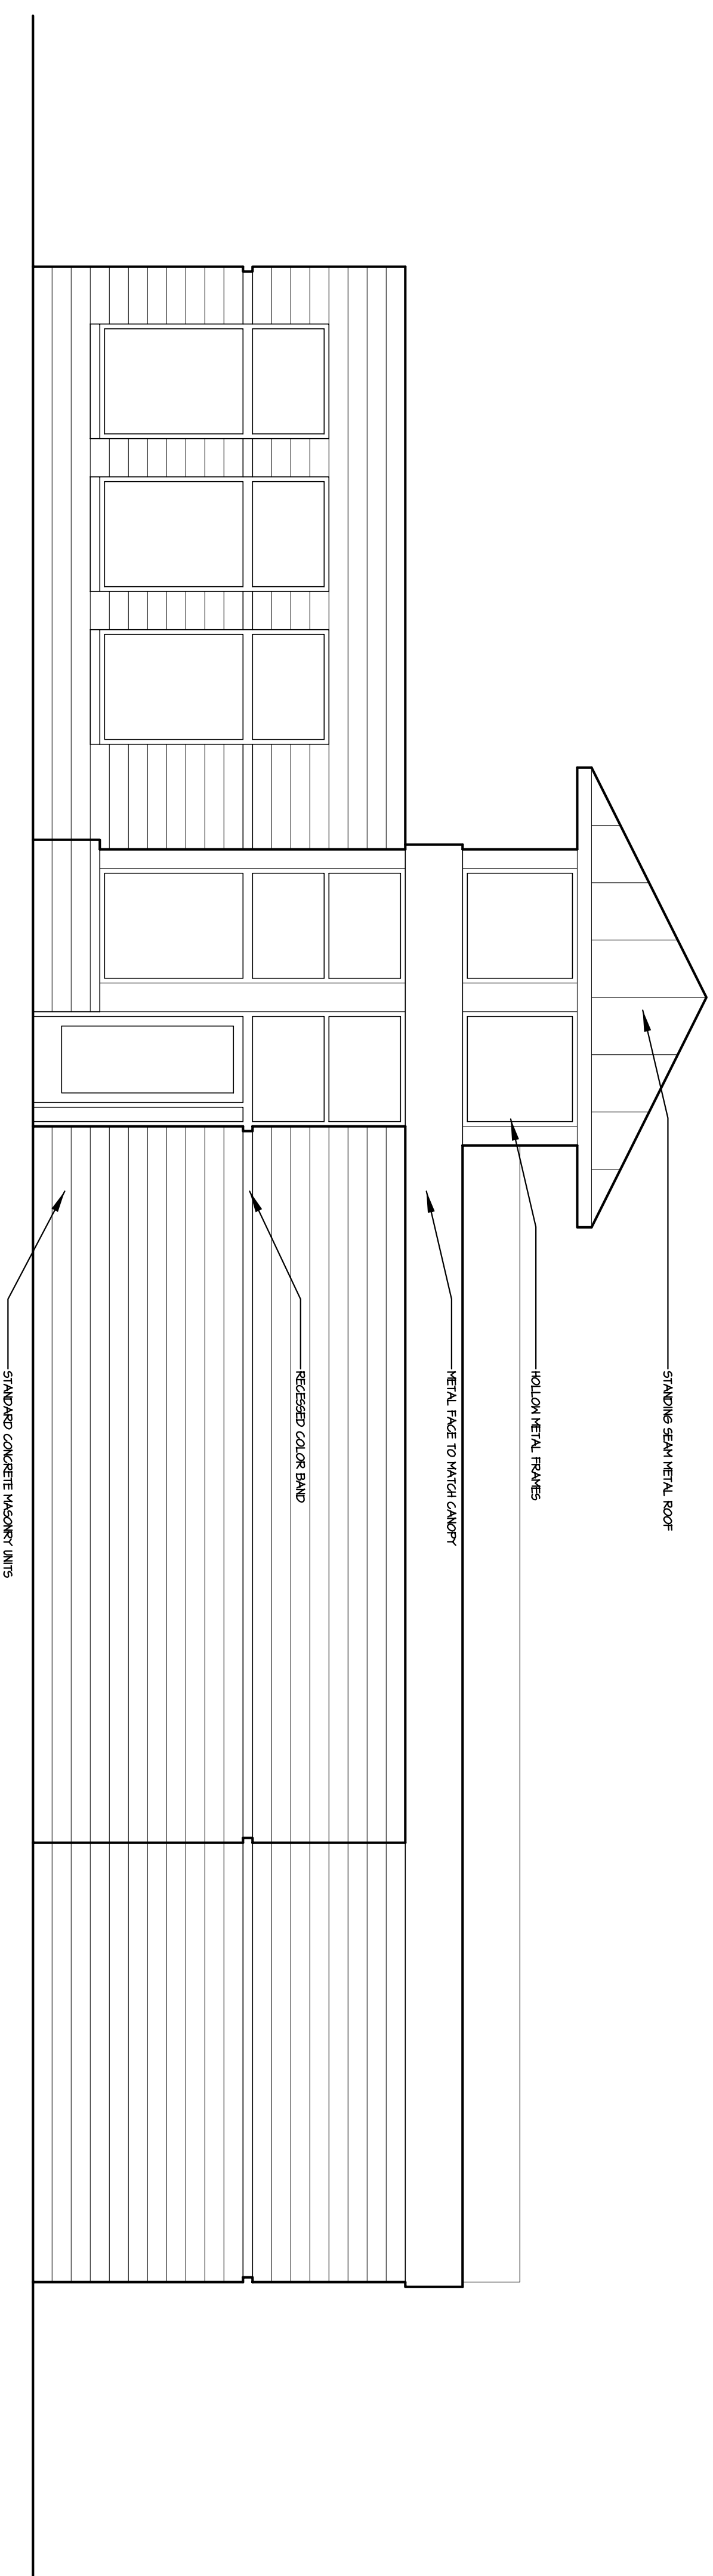 STANDING SEAM METAL ROOF
HOLLOW METAL FRAMES
METAL FACE TO MATCH CANOPY
RECESSED COLOR BAND
STANDARD CONCRETE MASONRY UNITS